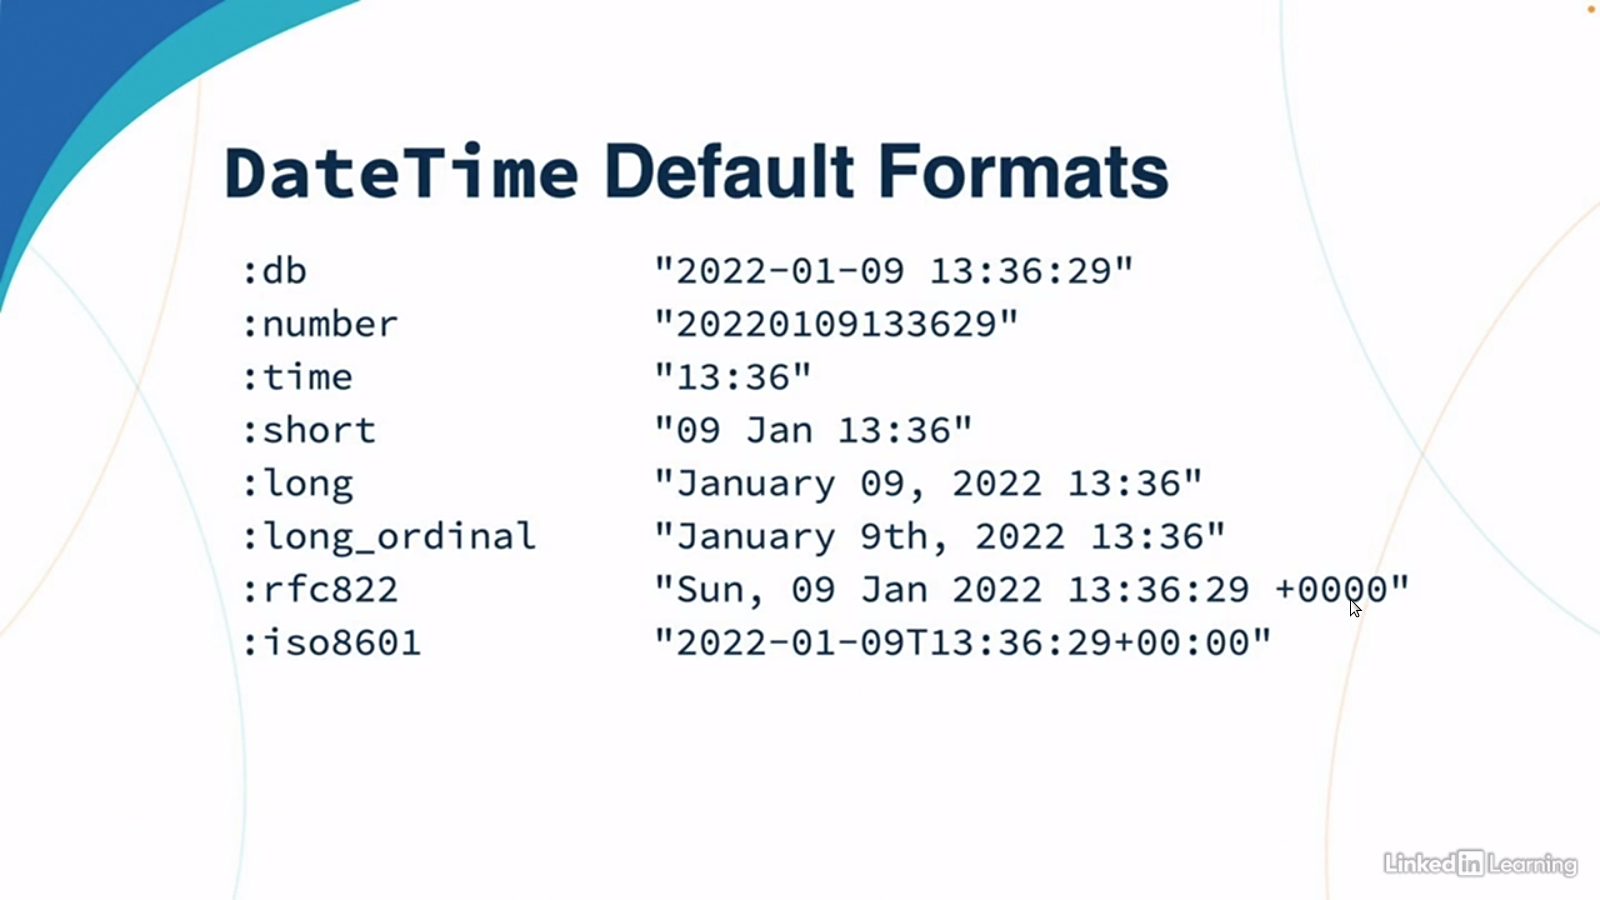 DateTime Default Formats
:db "2022-01-09 13:36:29"
:number "20220109133629"
:time "13:36"
:short "09 Jan 13:36"
:long "January 09, 2022 13:36"
:long_ordinal "January 9th, 2022 13:36"
:rfc822 "Sun, 09 Jan 2022 13:36:29 +0000"
:iso8601 "2022-01-09T13:36:29+00:00"
Linked in Learning